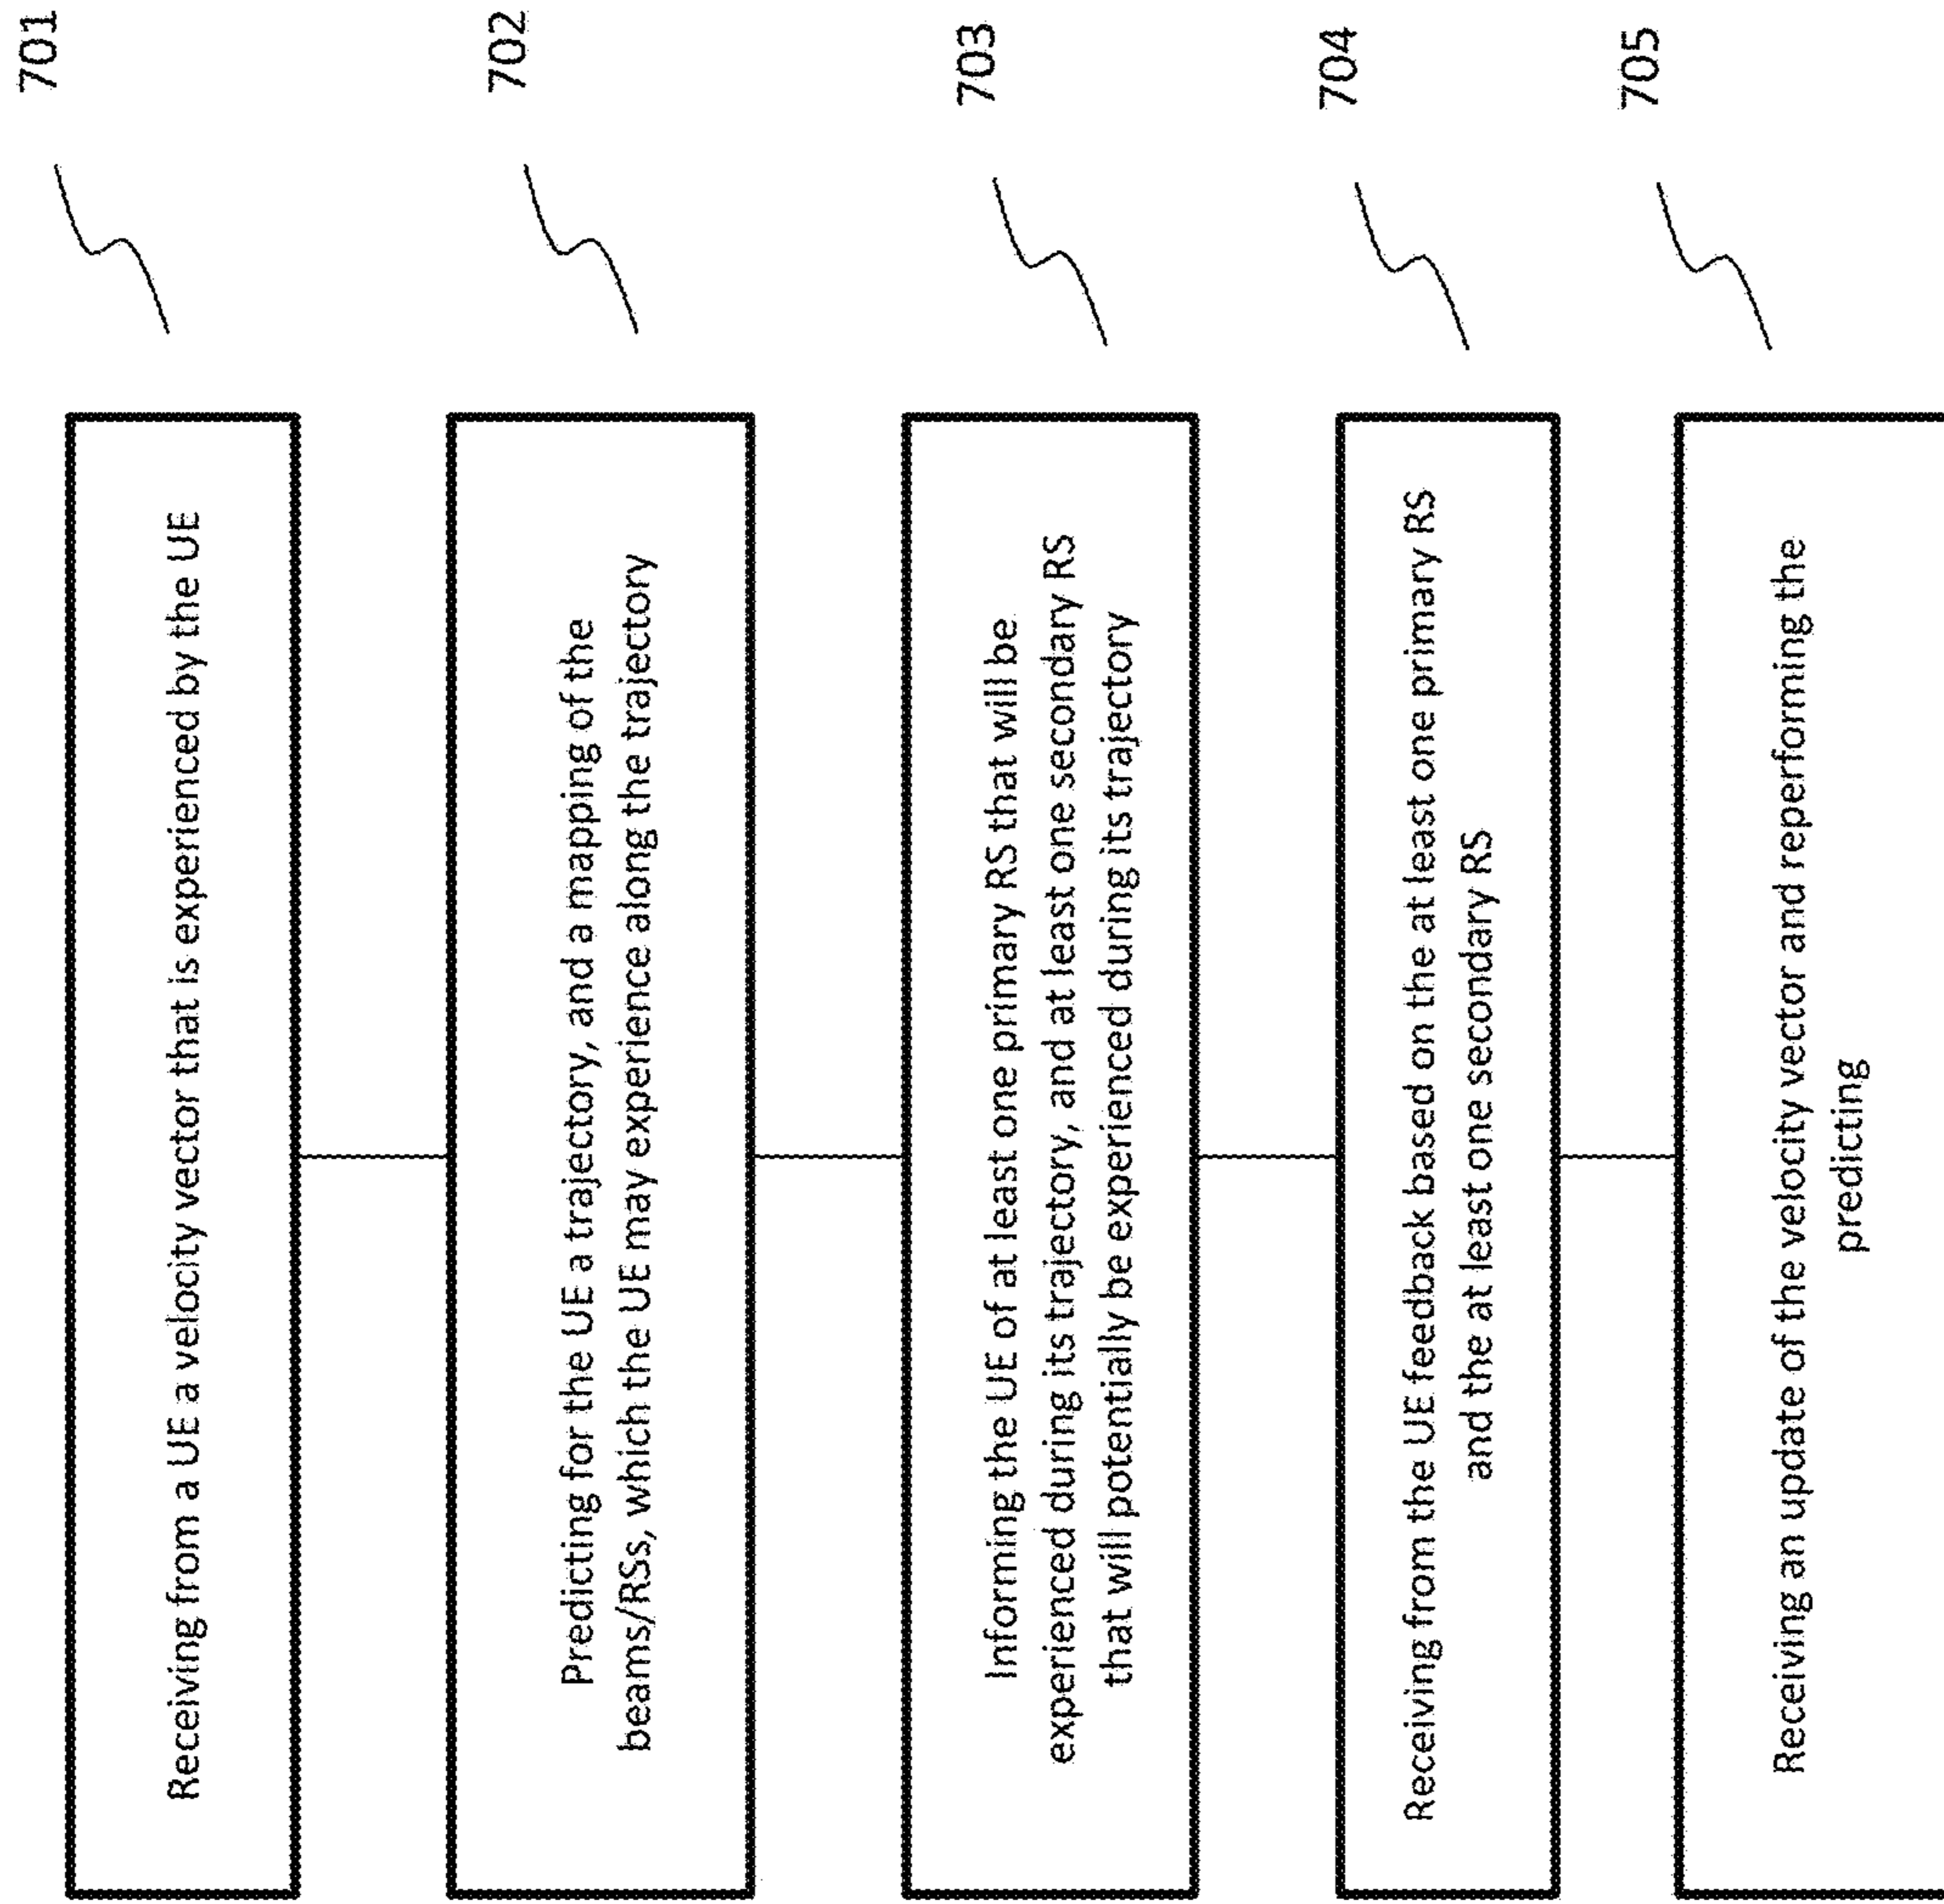 701
Receiving from a UE a velocity vector that is experienced by the UE
702
Predicting for the UE a trajectory, and a mapping of the
beams/RSs, which the UE may experience along the trajectory
703
Informing the UE of at least one primary RS that will be
experienced during its trajectory, and at least one secondary RS
that will potentially be experienced during its trajectory
704
Receiving from the UE feedback based on the at least one primary RS
and the at least one secondary RS
705
Receiving an update of the velocity vector and reperforming the
predicting